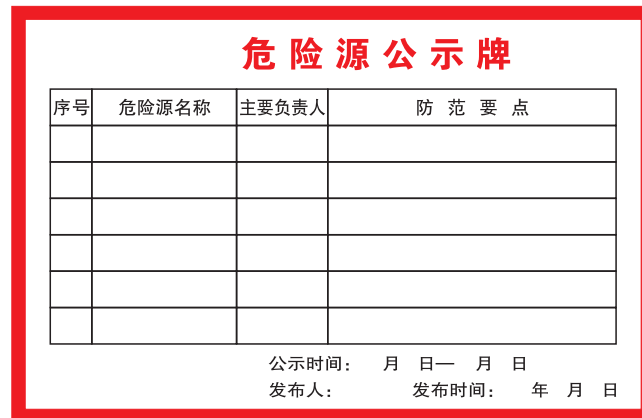 危险源公示牌
序号 危险源名称 主要负责人 防范要点
公示时间： 月 日— 月 日
发布人： 发布时间： 年 月 日